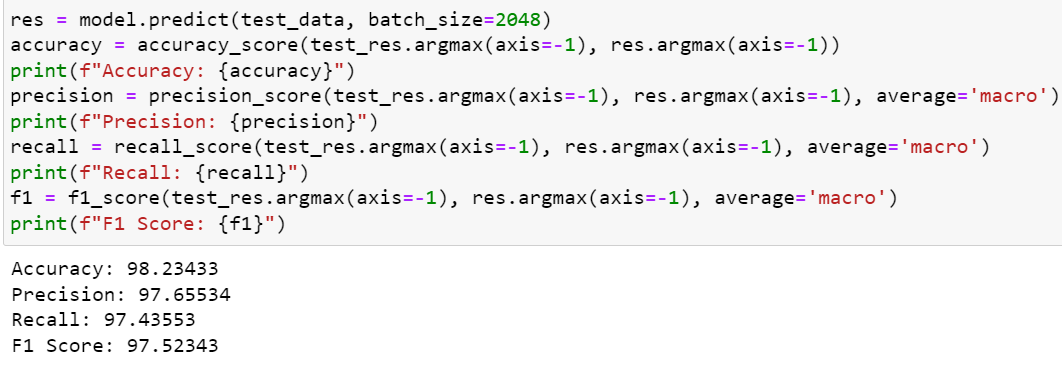 res = model.predict(test_data, batch_size=2048)
accuracy = accuracy_score(test_res.argmax(axis=-1), res.argmax(axis=-1))
print(f"Accuracy: {accuracy}")
precision = precision_score(test_res.argmax(axis=-1), res.argmax(axis=-1), average='macro')
print(f"Precision: {precision}")
recall = recall_score(test_res.argmax(axis=-1), res.argmax(axis=-1), average='macro')
print(f"Recall: {recall}")
f1 = f1_score(test_res.argmax(axis=-1), res.argmax(axis=-1), average='macro')
print(f"F1 Score: {f1}")
Accuracy: 98.23433
Precision: 97.65534
Recall: 97.43553
F1 Score: 97.52343